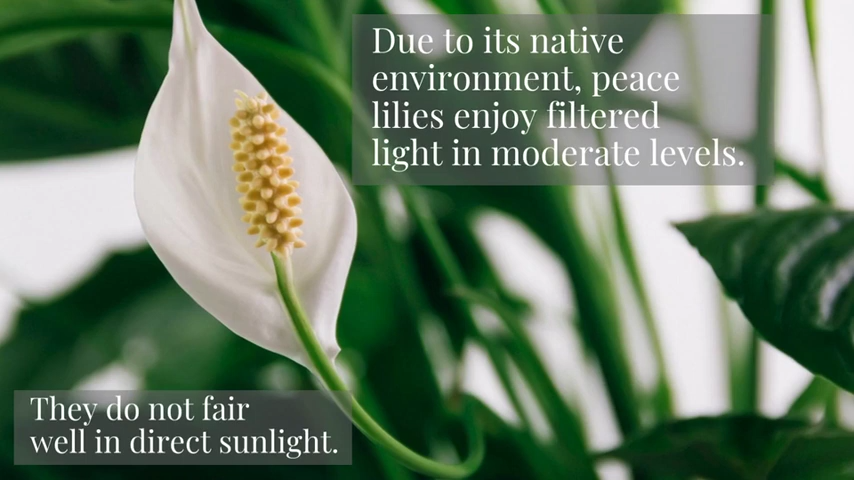 Due to its native
environment, peace
lilies enjoy filtered
light in moderate levels.
They do not fair
well in direct sunlight.